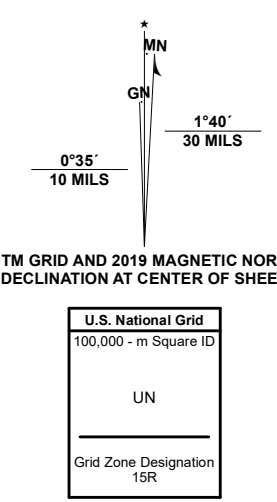 ★
MN
GN
1°40´
30 MILS
0°35´
10 MILS
TM GRID AND 2019 MAGNETIC NOR
DECLINATION AT CENTER OF SHEE
U.S. National Grid
100,000 - m Square ID
UN
Grid Zone Designation
15R